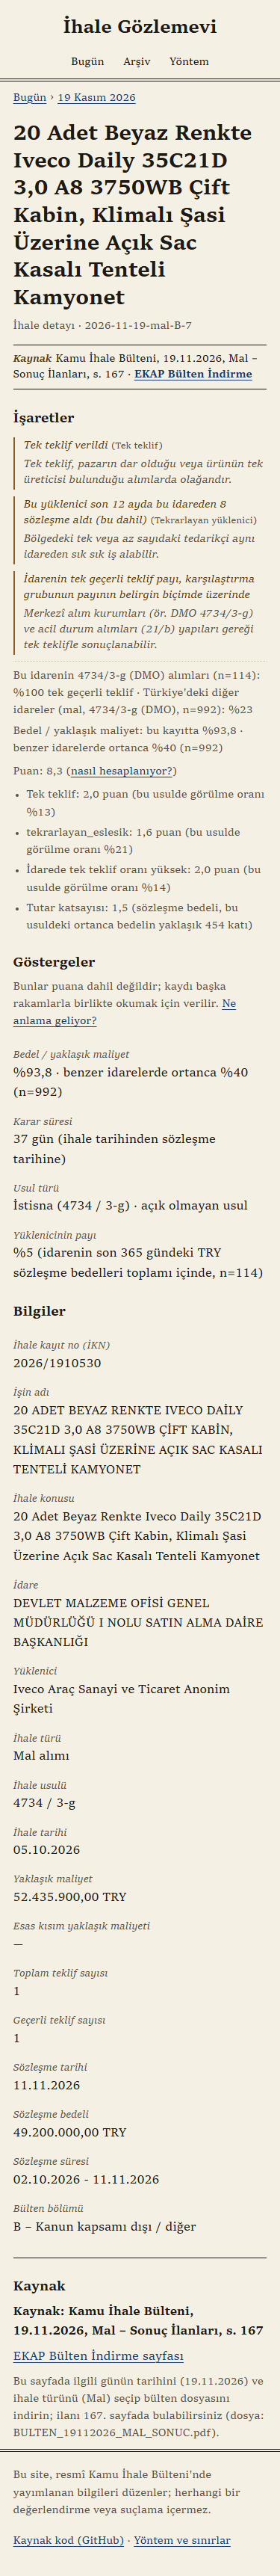 İhale Gözlemevi
Bugün Arşiv Yöntem
Bugün › 19 Kasım 2026
20 Adet Beyaz Renkte
Iveco Daily 35C21D
3,0 A8 3750WB Çift
Kabin, Klimalı Şasi
Üzerine Açık Sac
Kasalı Tenteli
Kamyonet
İhale detayı · 2026-11-19-mal-B-7
Kaynak Kamu İhale Bülteni, 19.11.2026, Mal –
Sonuç İlanları, s. 167 · EKAP Bülten İndirme
İşaretler
Tek teklif verildi (Tek teklif)
Tek teklif, pazarın dar olduğu veya ürünün tek
üreticisi bulunduğu alımlarda olağandır.
Bu yüklenici son 12 ayda bu idareden 8
sözleşme aldı (bu dahil) (Tekrarlayan yüklenici)
Bölgedeki tek veya az sayıdaki tedarikçi aynı
idareden sık sık iş alabilir.
İdarenin tek geçerli teklif payı, karşılaştırma
grubunun payının belirgin biçimde üzerinde
Merkezî alım kurumları (ör. DMO 4734/3-g)
ve acil durum alımları (21/b) yapıları gereği
tek teklifle sonuçlanabilir.
Bu idarenin 4734/3-g (DMO) alımları (n=114):
%100 tek geçerli teklif · Türkiye'deki diğer
idareler (mal, 4734/3-g (DMO), n=992): %23
Bedel / yaklaşık maliyet: bu kayıtta %93,8 ·
benzer idarelerde ortanca %40 (n=992)
Puan: 8,3 (nasıl hesaplanıyor?)
• Tek teklif: 2,0 puan (bu usulde görülme oranı
%13)
• tekrarlayan_eslesik: 1,6 puan (bu usulde
görülme oranı %21)
• İdarede tek teklif oranı yüksek: 2,0 puan (bu
usulde görülme oranı %14)
• Tutar katsayısı: 1,5 (sözleşme bedeli, bu
usuldeki ortanca bedelin yaklaşık 454 katı)
Göstergeler
Bunlar puana dahil değildir; kaydı başka
rakamlarla birlikte okumak için verilir. Ne
anlama geliyor?
Bedel / yaklaşık maliyet
%93,8 · benzer idarelerde ortanca %40
(n=992)
Karar süresi
37 gün (ihale tarihinden sözleşme
tarihine)
Usul türü
İstisna (4734 / 3-g) · açık olmayan usul
Yüklenicinin payı
%5 (idarenin son 365 gündeki TRY
sözleşme bedelleri toplamı içinde, n=114)
Bilgiler
İhale kayıt no (İKN)
2026/1910530
İşin adı
20 ADET BEYAZ RENKTE IVECO DAİLY
35C21D 3,0 A8 3750WB ÇİFT KABİN,
KLİMALI ŞASİ ÜZERİNE AÇIK SAC KASALI
TENTELİ KAMYONET
İhale konusu
20 Adet Beyaz Renkte Iveco Daily 35C21D
3,0 A8 3750WB Çift Kabin, Klimalı Şasi
Üzerine Açık Sac Kasalı Tenteli Kamyonet
İdare
DEVLET MALZEME OFİSİ GENEL
MÜDÜRLÜĞÜ I NOLU SATIN ALMA DAİRE
BAŞKANLIĞI
Yüklenici
Iveco Araç Sanayi ve Ticaret Anonim
Şirketi
İhale türü
Mal alımı
İhale usulü
4734 / 3-g
İhale tarihi
05.10.2026
Yaklaşık maliyet
52.435.900,00 TRY
Esas kısım yaklaşık maliyeti
—
Toplam teklif sayısı
1
Geçerli teklif sayısı
1
Sözleşme tarihi
11.11.2026
Sözleşme bedeli
49.200.000,00 TRY
Sözleşme süresi
02.10.2026 - 11.11.2026
Bülten bölümü
B – Kanun kapsamı dışı / diğer
Kaynak
Kaynak: Kamu İhale Bülteni,
19.11.2026, Mal – Sonuç İlanları, s. 167
EKAP Bülten İndirme sayfası
Bu sayfada ilgili günün tarihini (19.11.2026) ve
ihale türünü (Mal) seçip bülten dosyasını
indirin; ilanı 167. sayfada bulabilirsiniz (dosya:
BULTEN_19112026_MAL_SONUC.pdf).
Bu site, resmî Kamu İhale Bülteni'nde
yayımlanan bilgileri düzenler; herhangi bir
değerlendirme veya suçlama içermez.
Kaynak kod (GitHub) · Yöntem ve sınırlar